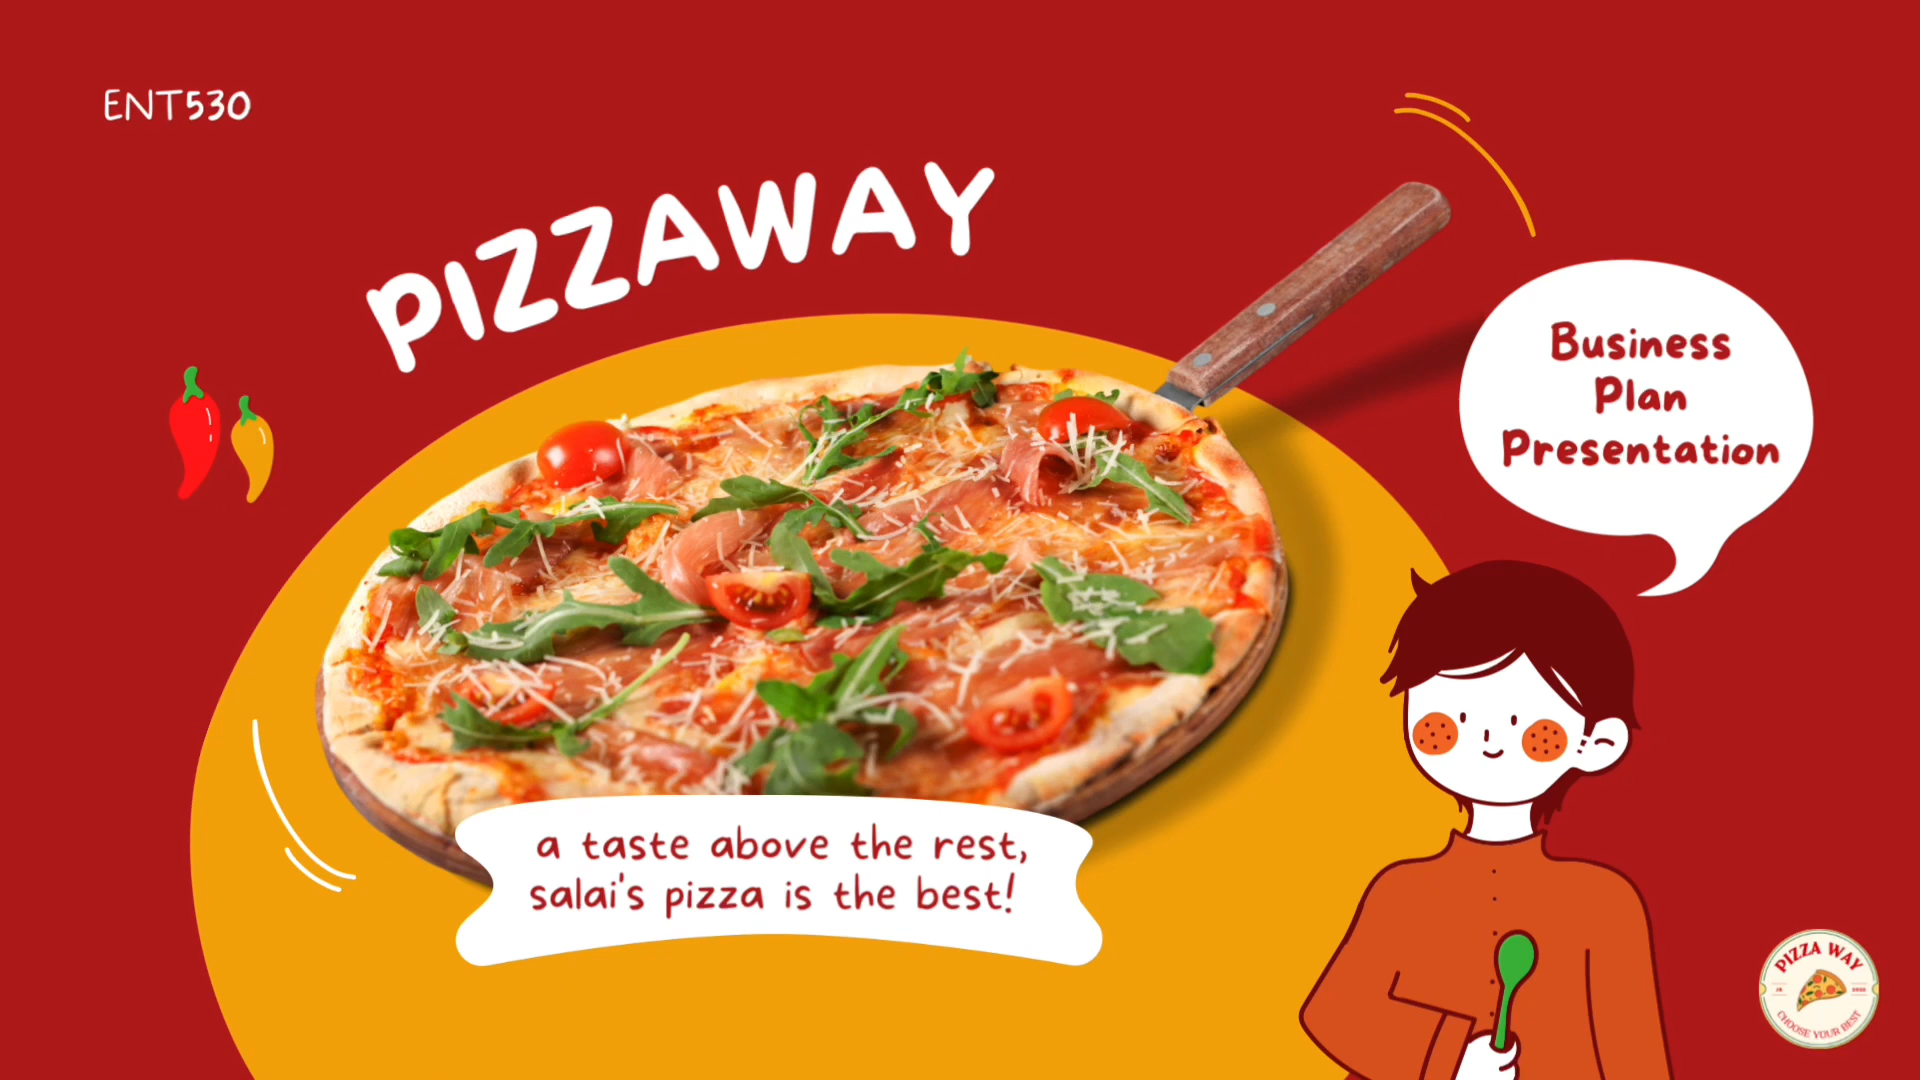 ENT530
PIZZAWAY
Business
Plan
Presentation
a taste above the rest,
salai's pizza is the best!
PIZZA WAY
CHOOSE YOUR BEST